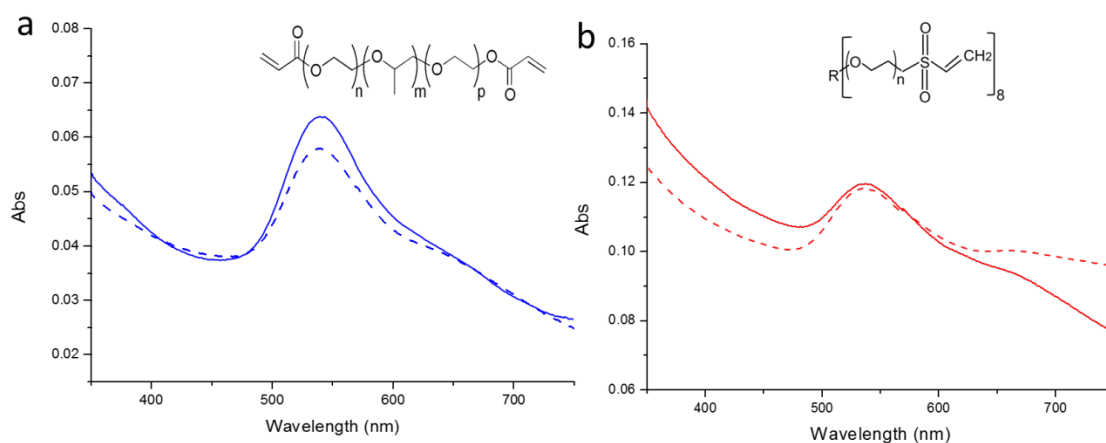 a
0.08
0.07
0.06
0.05
0.04
0.03
0.02
Abs
400
500
600
700
Wavelength (nm)
O
O
n
O
m
O
p
O
O
b
0.16
0.14
0.12
0.10
0.08
0.06
Abs
400
500
600
700
Wavelength (nm)
R
O
n
O
S
O
CH2
8